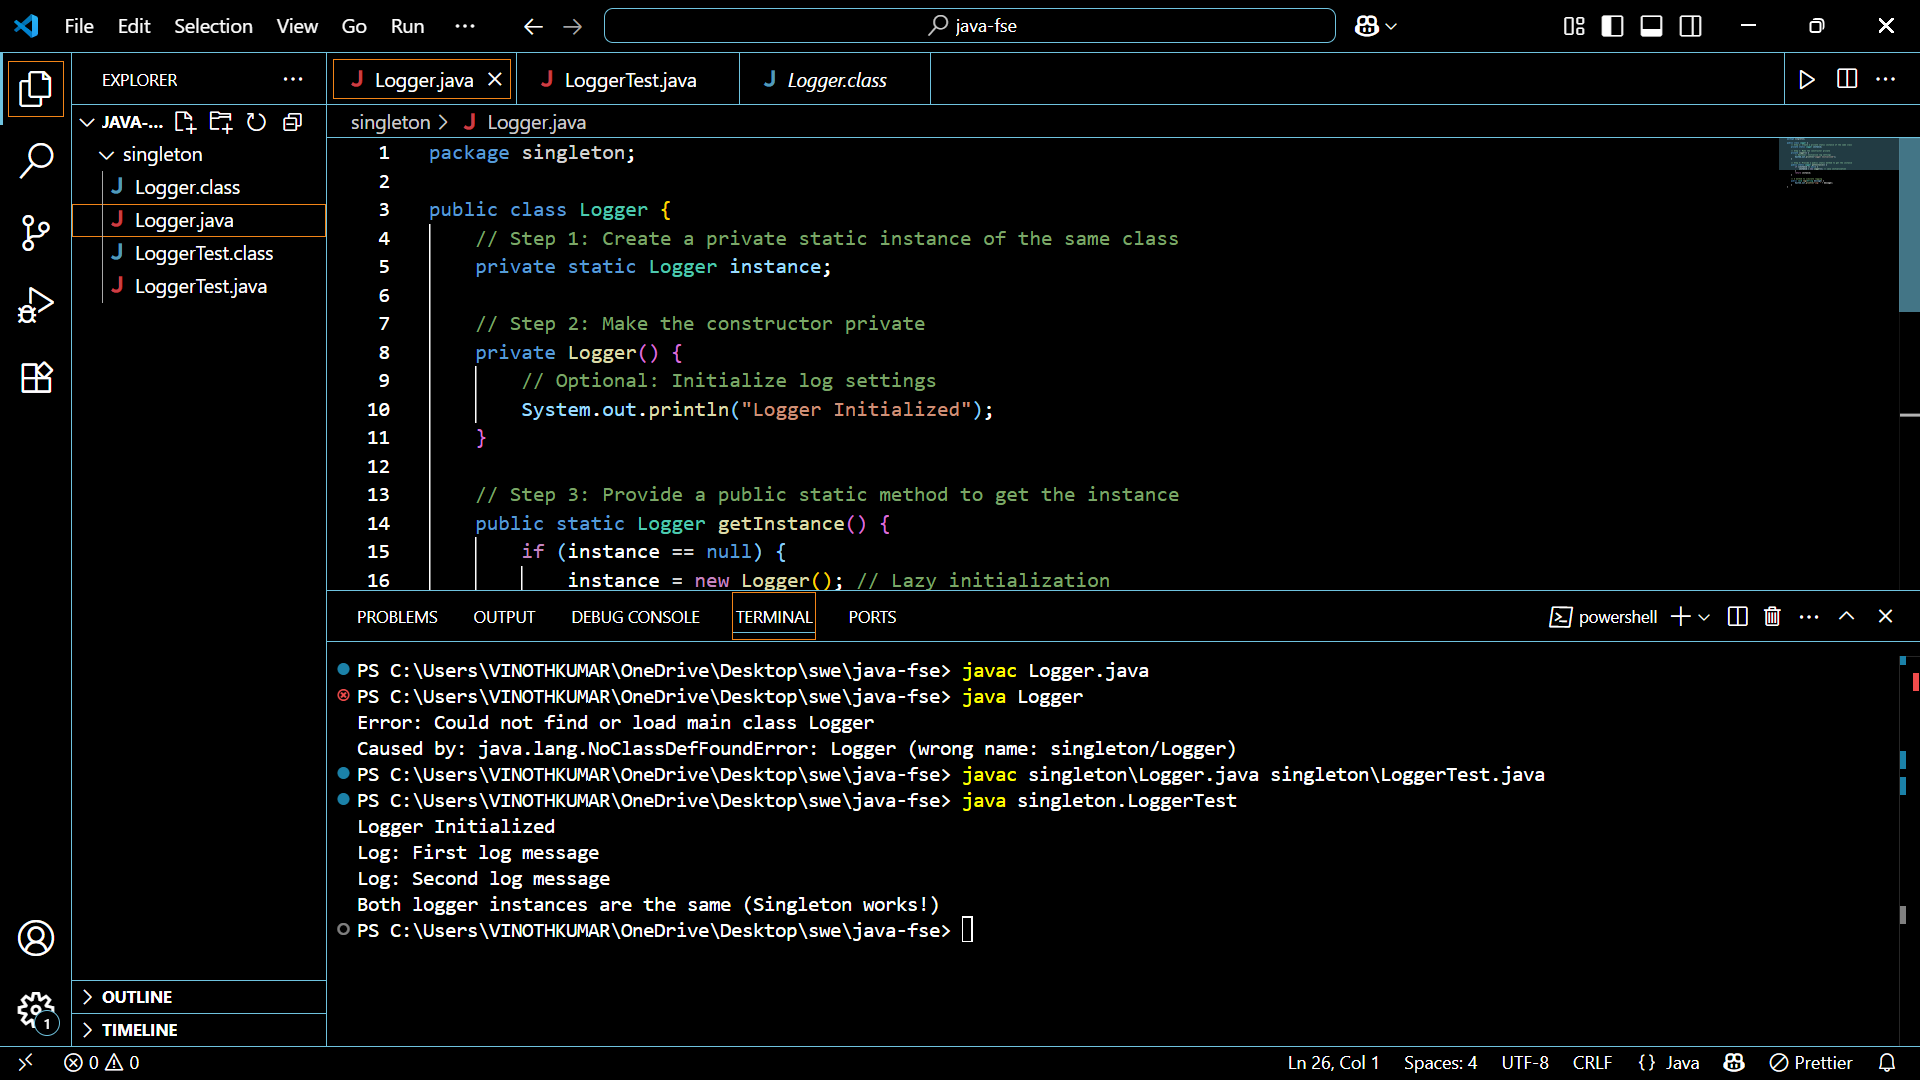 File Edit Selection View Go Run ··· java-fse
EXPLORER ···
JAVA-...
singleton
Logger.class
Logger.java
LoggerTest.class
LoggerTest.java
OUTLINE
TIMELINE
Logger.java LoggerTest.java Logger.class
singleton > Logger.java
1 package singleton;
2
3 public class Logger {
4 // Step 1: Create a private static instance of the same class
5 private static Logger instance;
6
7 // Step 2: Make the constructor private
8 private Logger() {
9 // Optional: Initialize log settings
10 System.out.println("Logger Initialized");
11 }
12
13 // Step 3: Provide a public static method to get the instance
14 public static Logger getInstance() {
15 if (instance == null) {
16 instance = new Logger(); // Lazy initialization
PROBLEMS OUTPUT DEBUG CONSOLE TERMINAL PORTS powershell
PS C:\Users\VINOTHKUMAR\OneDrive\Desktop\swe\java-fse> javac Logger.java
PS C:\Users\VINOTHKUMAR\OneDrive\Desktop\swe\java-fse> java Logger
Error: Could not find or load main class Logger
Caused by: java.lang.NoClassDefFoundError: Logger (wrong name: singleton/Logger)
PS C:\Users\VINOTHKUMAR\OneDrive\Desktop\swe\java-fse> javac singleton\Logger.java singleton\LoggerTest.java
PS C:\Users\VINOTHKUMAR\OneDrive\Desktop\swe\java-fse> java singleton.LoggerTest
Logger Initialized
Log: First log message
Log: Second log message
Both logger instances are the same (Singleton works!)
PS C:\Users\VINOTHKUMAR\OneDrive\Desktop\swe\java-fse>
1
0 0 Ln 26, Col 1 Spaces: 4 UTF-8 CRLF {} Java Prettier